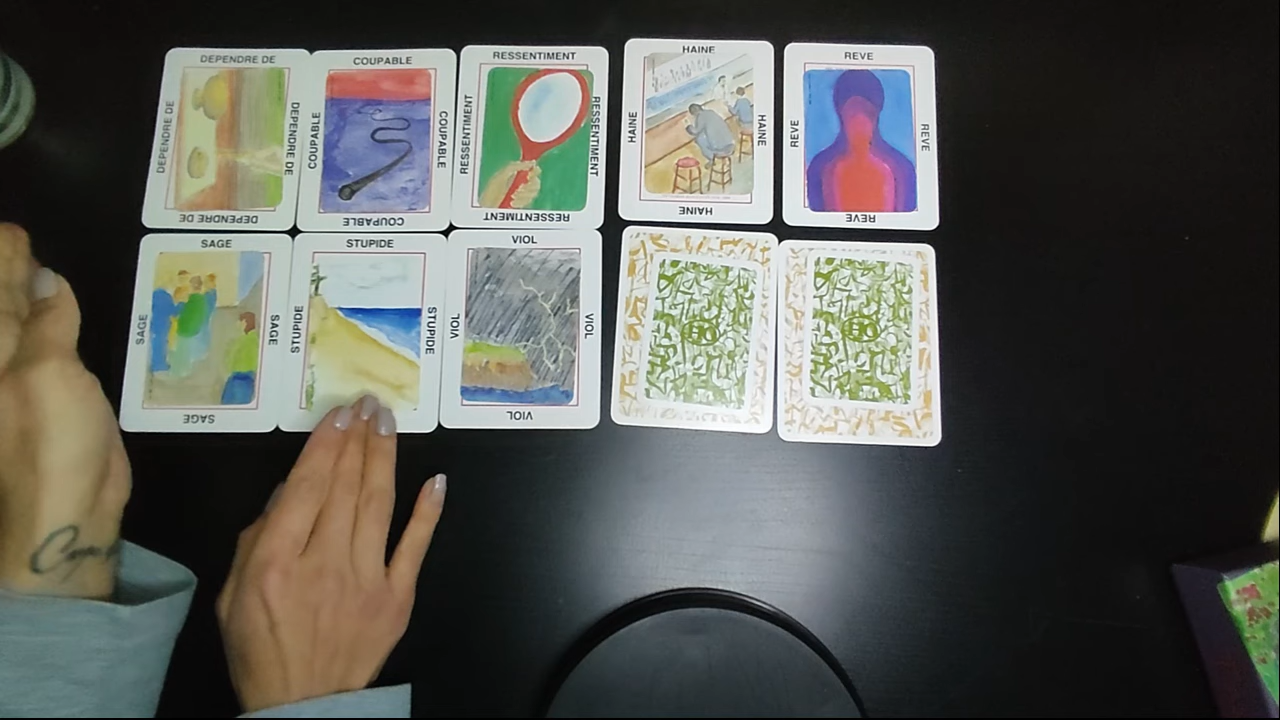 DEPENDRE DE
DEPENDRE DE
DEPENDRE DE
DEPENDRE DE
COUPABLE
COUPABLE
COUPABLE
COUPABLE
RESSENTIMENT
RESSENTIMENT
RESSENTIMENT
RESSENTIMENT
HAINE
HAINE
HAINE
HAINE
REVE
REVE
REVE
REVE
SAGE
SAGE
SAGE
SAGE
STUPIDE
STUPIDE
STUPIDE
VIOL
VIOL
VIOL
VIOL